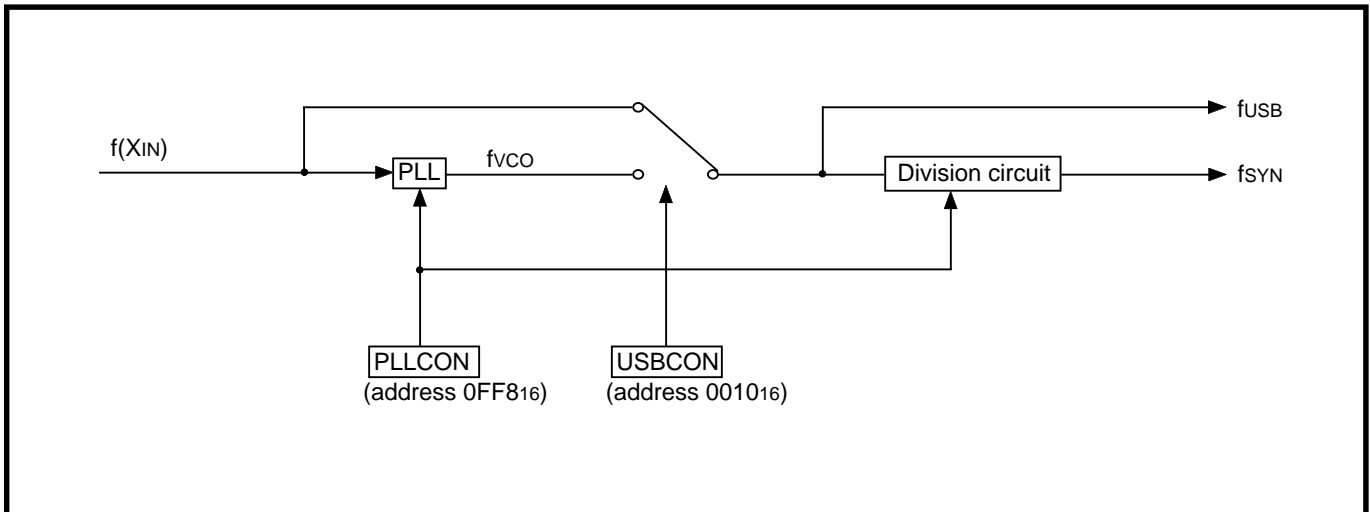 fUSB
f(XIN)
PLL
fVCO
Division circuit
fSYN
PLLCON
(address 0FF816)
USBCON
(address 001016)